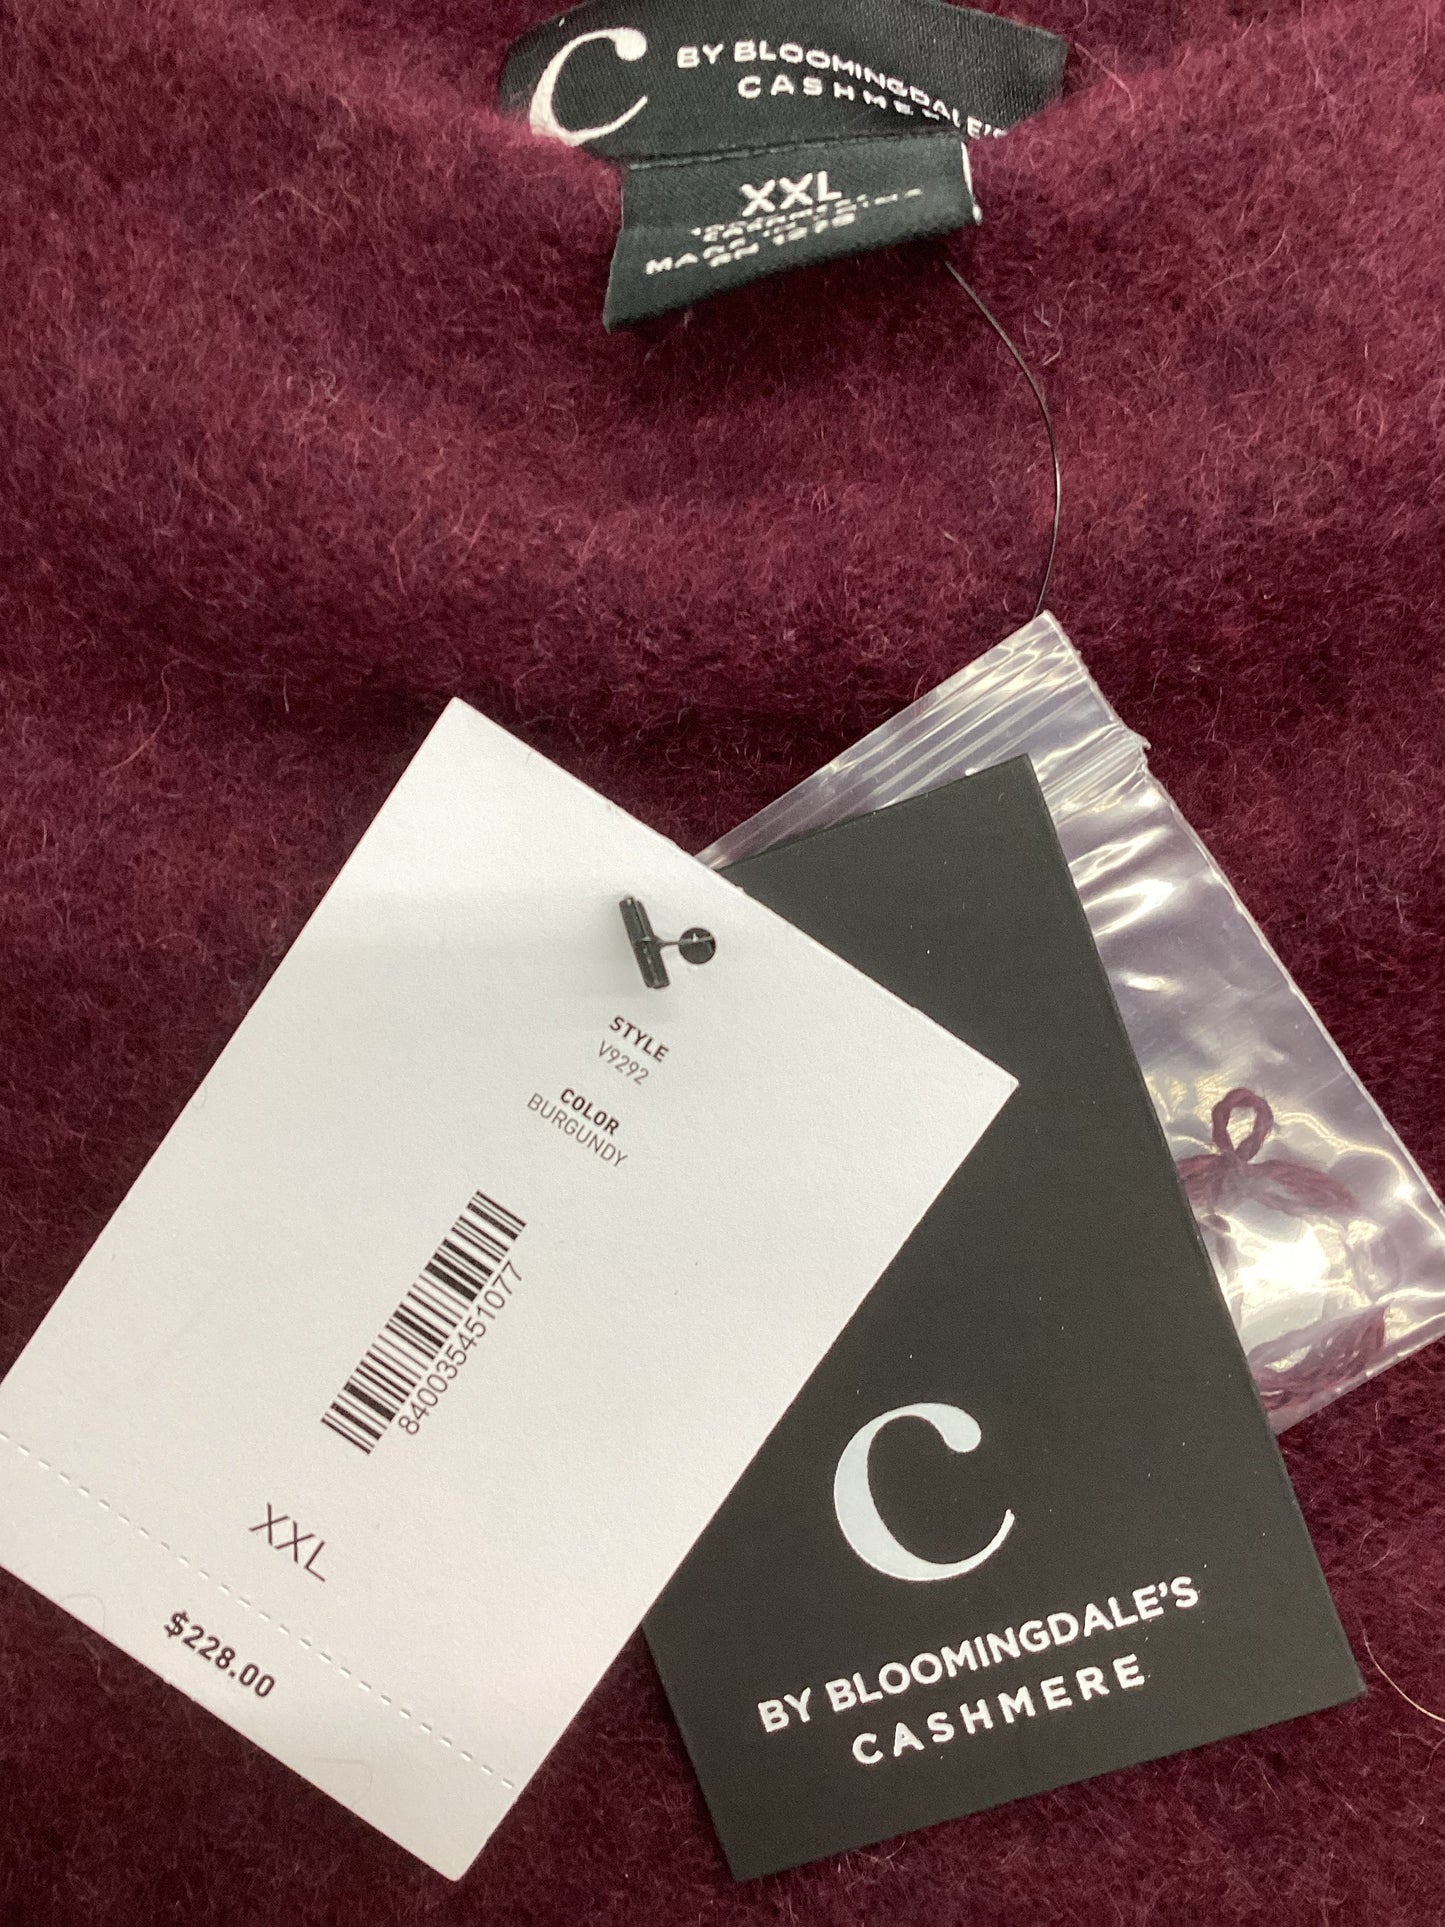 C BY BLOOMINGDALE'S
CASHMERE
XXL
STYLE
V9292
COLOR
BURGUNDY
840035451077
XXL
$228.00
C
BY BLOOMINGDALE'S
CASHMERE